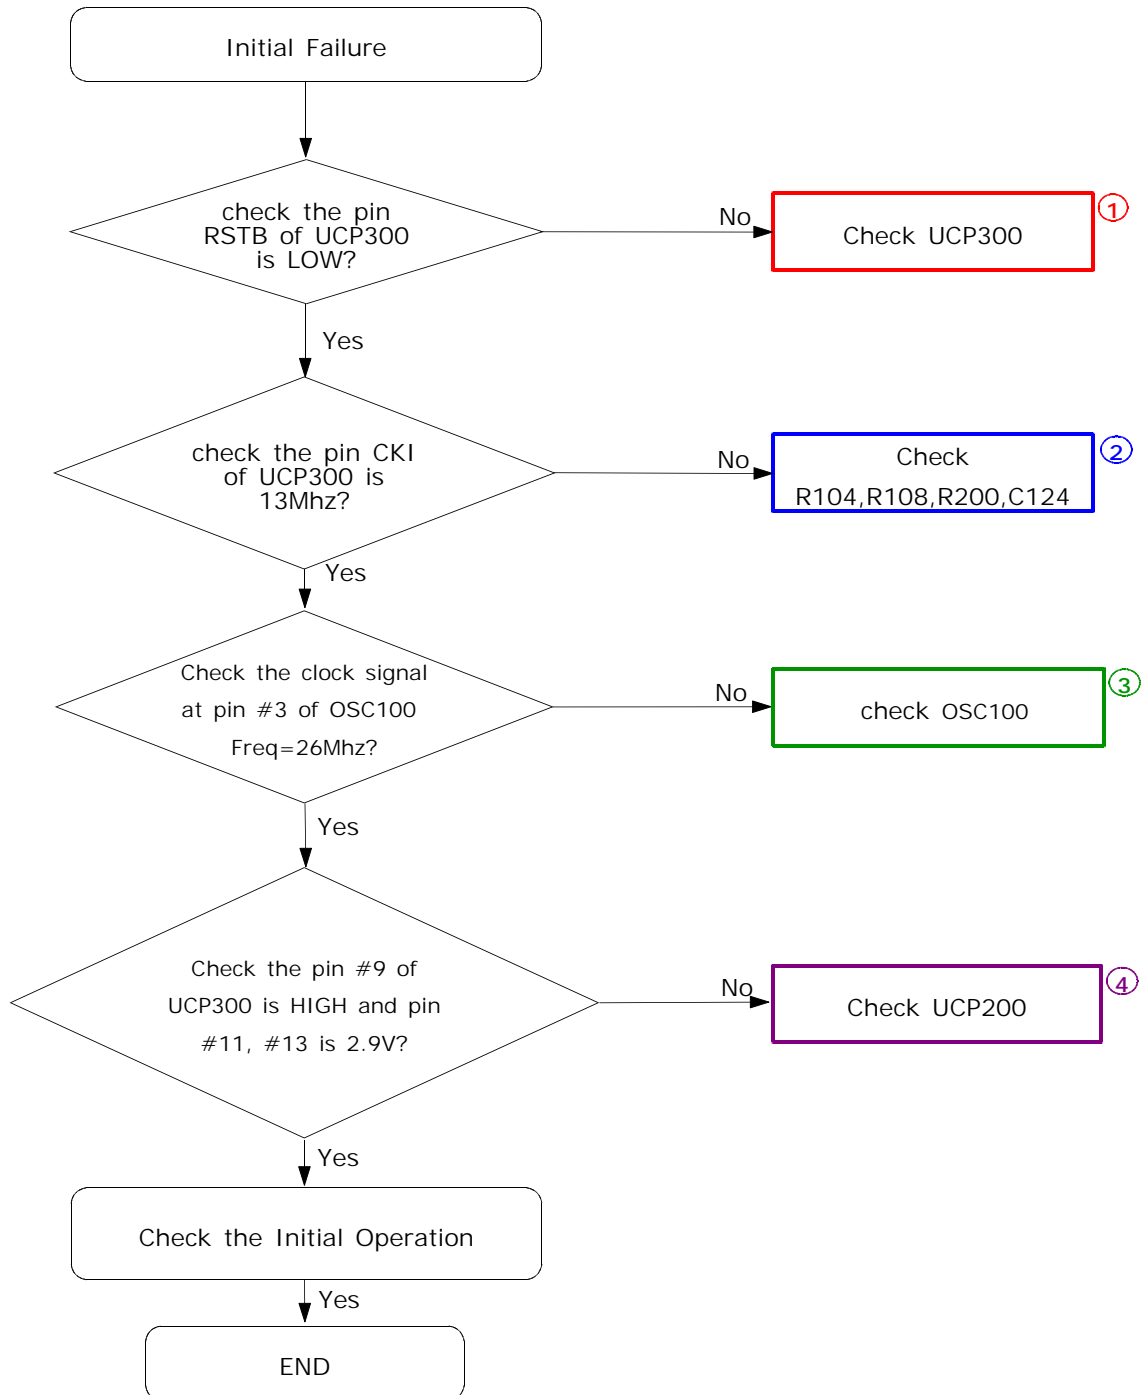 Initial Failure
check the pin
RSTB of UCP300
is LOW?
No
Check UCP300
1
Yes
check the pin CKI
of UCP300 is
13Mhz?
No
Check
R104,R108,R200,C124
2
Yes
Check the clock signal
at pin #3 of OSC100
Freq=26Mhz?
No
check OSC100
3
Yes
Check the pin #9 of
UCP300 is HIGH and pin
#11, #13 is 2.9V?
No
Check UCP200
4
Yes
Check the Initial Operation
Yes
END